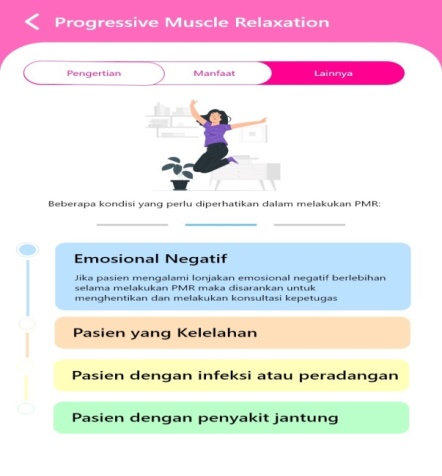 Progressive Muscle Relaxation
Pengertian
Manfaat
Lainnya
Beberapa kondisi yang perlu diperhatikan dalam melakukan PMR:
Emosional Negatif
Jika pasien mengalami lonjakan emosional negatif berlebihan
selama melakukan PMR maka disarankan untuk
menghentikan dan melakukan konsultasi kepetugas
Pasien yang Kelelahan
Pasien dengan infeksi atau peradangan
Pasien dengan penyakit jantung